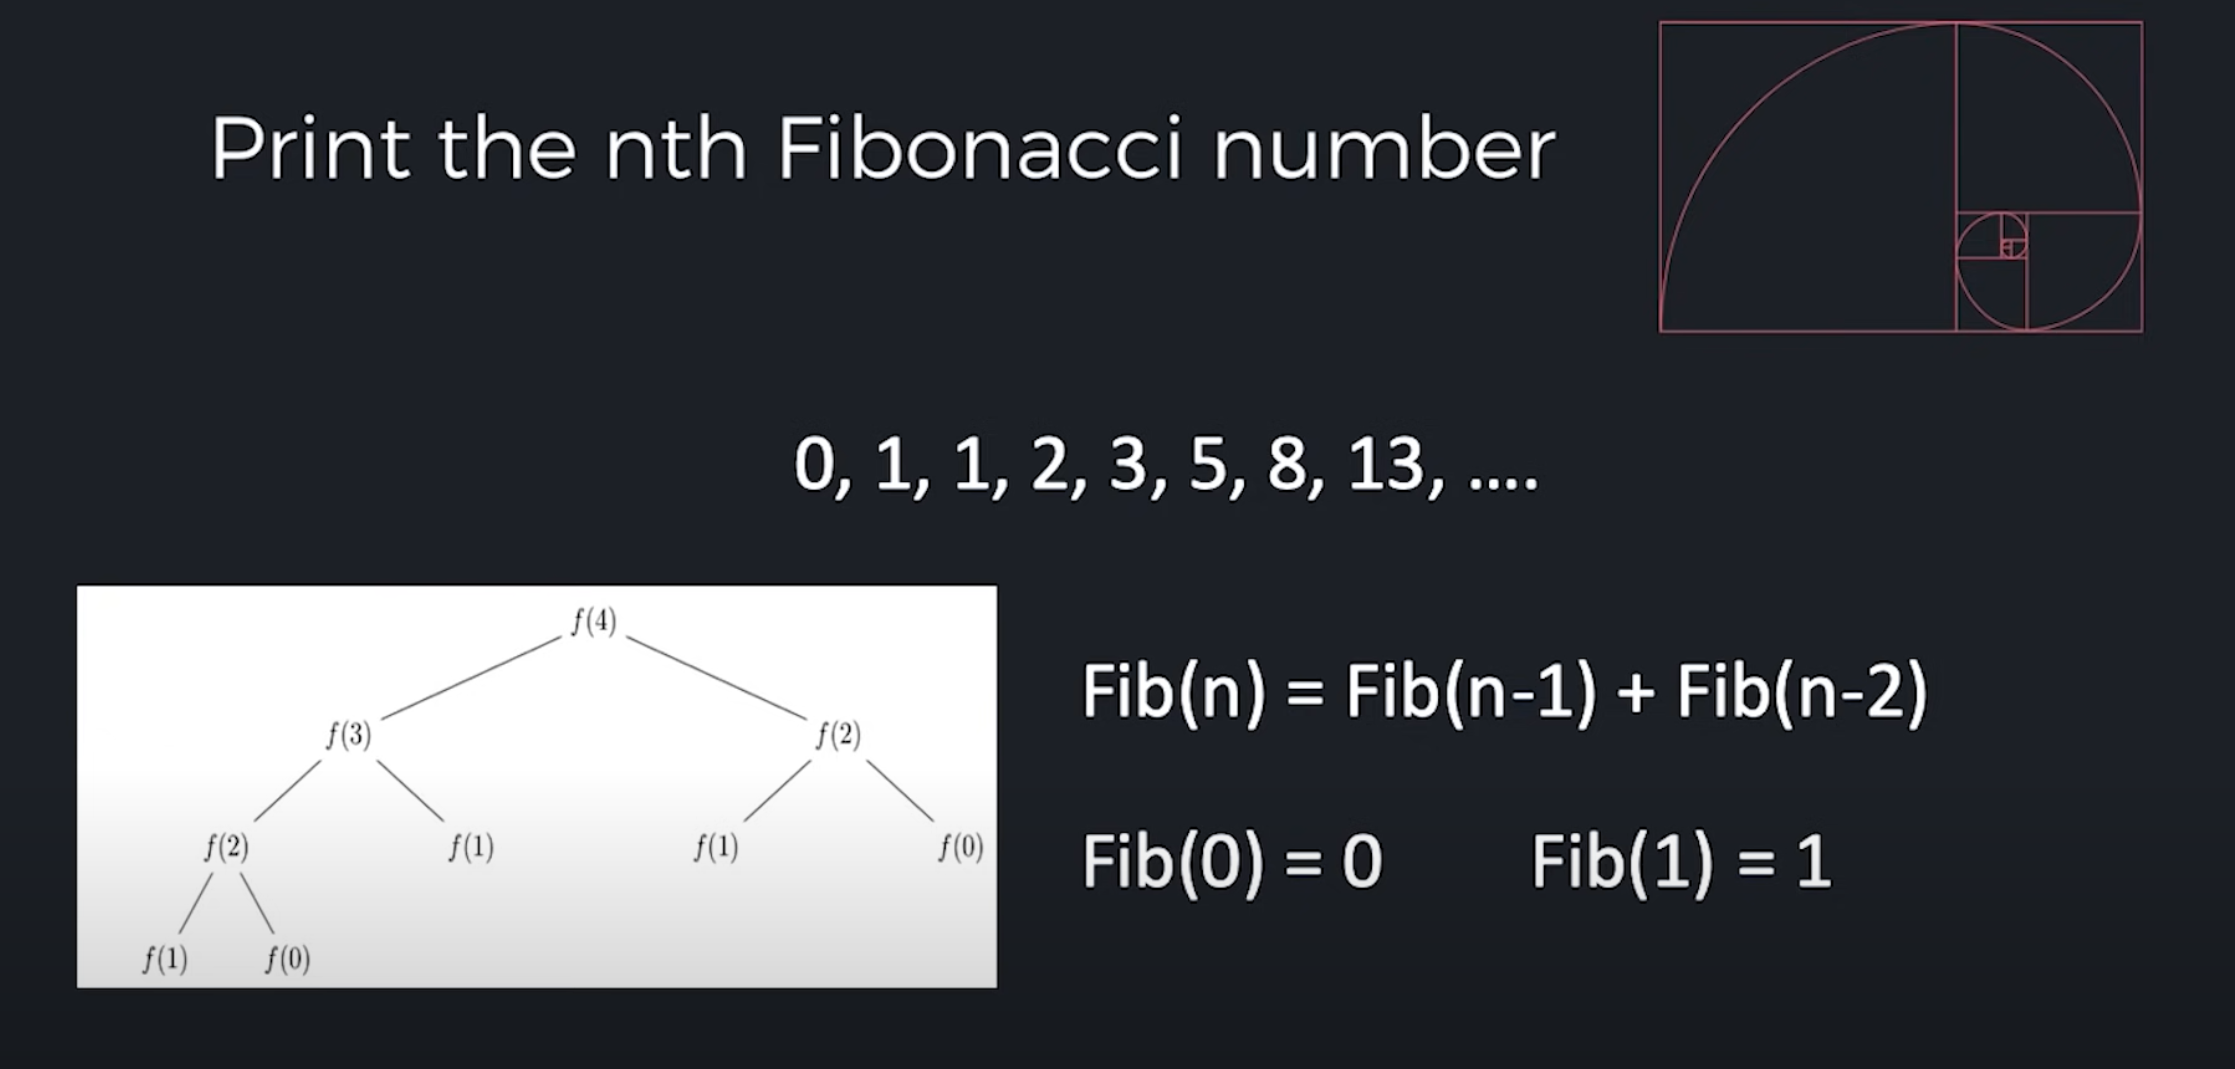 Print the nth Fibonacci number
0, 1, 1, 2, 3, 5, 8, 13, ....
f(4)
f(3) f(2)
f(2) f(1) f(1) f(0)
f(1) f(0)
Fib(n) = Fib(n-1) + Fib(n-2)
Fib(0) = 0 Fib(1) = 1